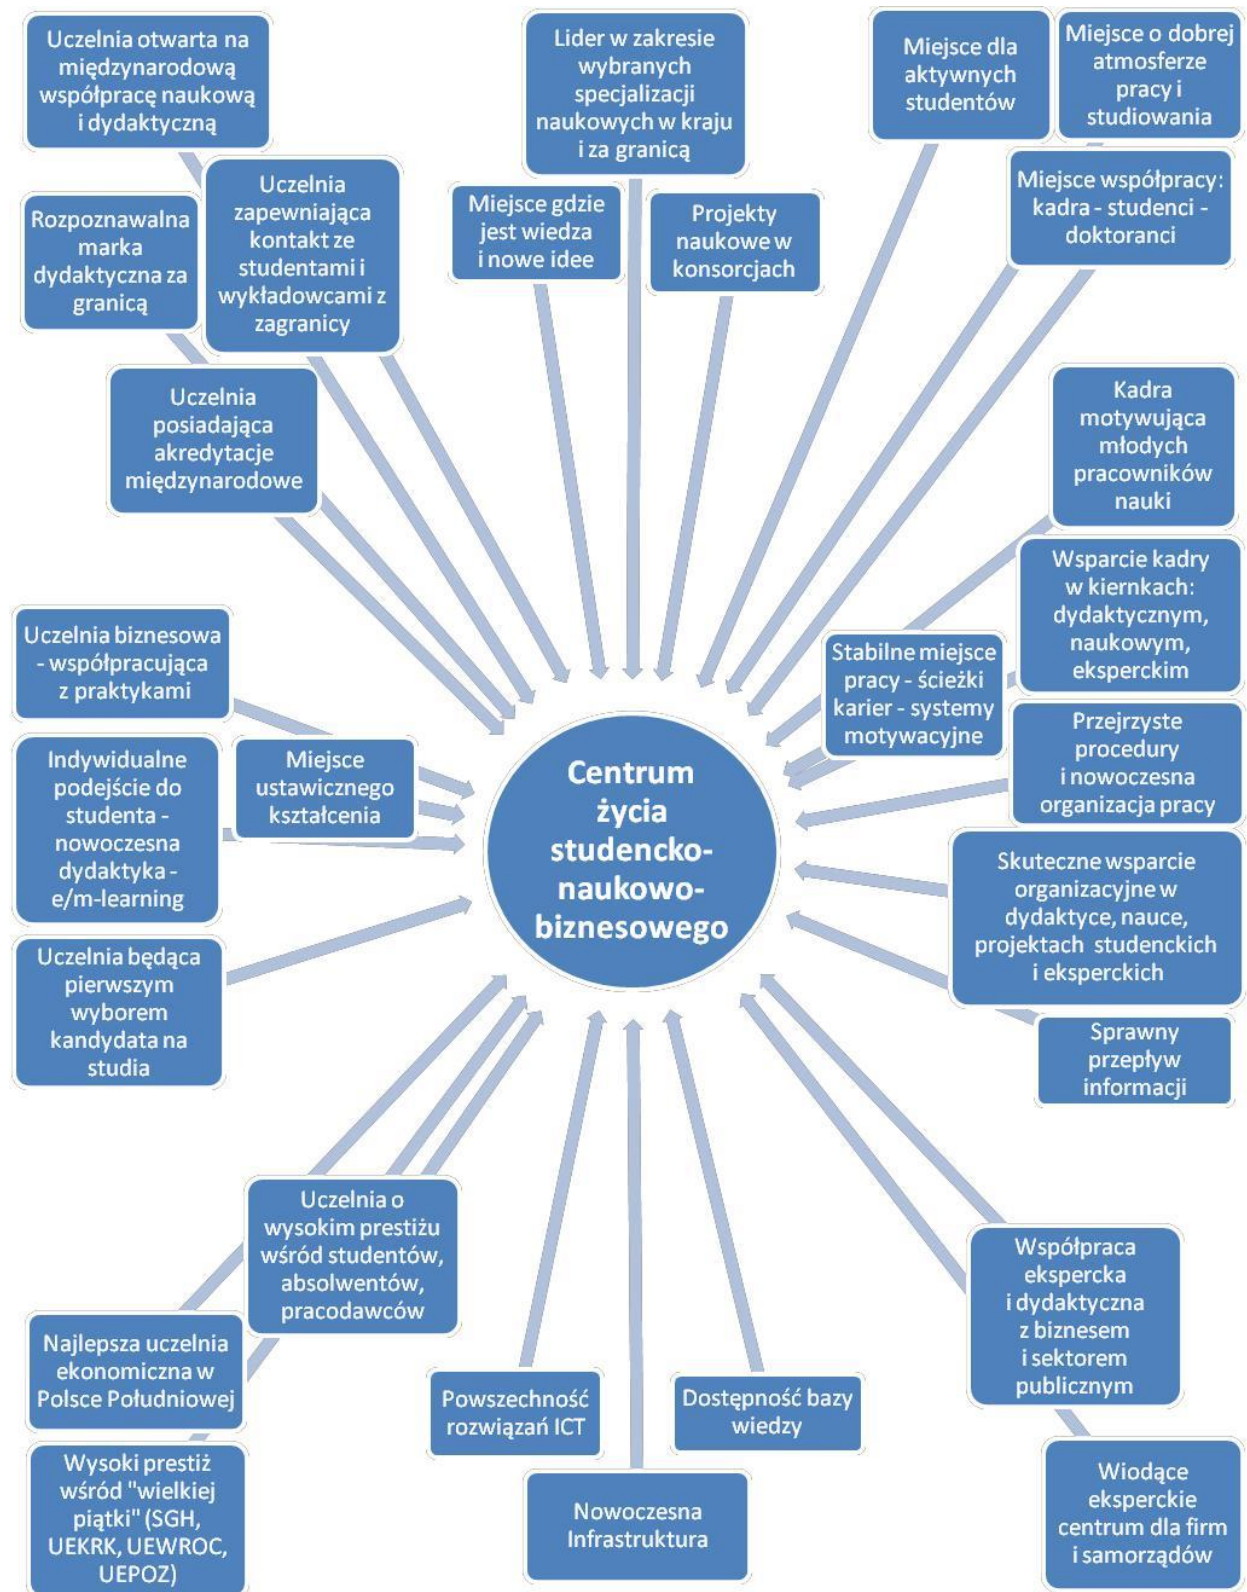 Uczelnia otwarta na
międzynarodową
współpracę naukową
i dydaktyczną
Lider w zakresie
wybranych
specjalizacji
naukowych w kraju
i za granicą
Miejsce dla
aktywnych
studentów
Miejsce o dobrej
atmosferze
pracy i
studiowania
Rozpoznawalna
marka
dydaktyczna za
granicą
Uczelnia
zapewniająca
kontakt ze
studentami i
wykładowcami z
zagranicy
Miejsce gdzie
jest wiedza
i nowe idee
Projekty
naukowe w
konsorcjach
Miejsce współpracy:
kadra - studenci -
doktoranci
Uczelnia
posiadająca
akredytacje
międzynarodowe
Kadra
motywująca
młodych
pracowników
nauki
Wsparcie kadry
w kiernkach:
dydaktycznym,
naukowym,
eksperckim
Uczelnia biznesowa
- współpracująca
z praktykami
Stabilne miejsce
pracy - ścieżki
karier - systemy
motywacyjne
Indywidualne
podejście do
studenta -
nowoczesna
dydaktyka -
e/m-learning
Miejsce
ustawicznego
kształcenia
Centrum
życia
studencko-
naukowo-
biznesowego
Przejrzyste
procedury
i nowoczesna
organizacja pracy
Skuteczne wsparcie
organizacyjne w
dydaktyce, nauce,
projektach studenckich
i eksperckich
Uczelnia będąca
pierwszym
wyborem
kandydata na
studia
Sprawny
przepływ
informacji
Uczelnia o
wysokim prestiżu
wśród studentów,
absolwentów,
pracodawców
Współpraca
ekspercka
i dydaktyczna
z biznesem
i sektorem
publicznym
Najlepsza uczelnia
ekonomiczna w
Polsce Południowej
Powszechność
rozwiązań ICT
Dostępność bazy
wiedzy
Wysoki prestiż
wśród "wielkiej
piątki" (SGH,
UEKRK, UEWROC,
UEPOZ)
Nowoczesna
Infrastruktura
Wiodące
eksperckie
centrum dla firm
i samorządów